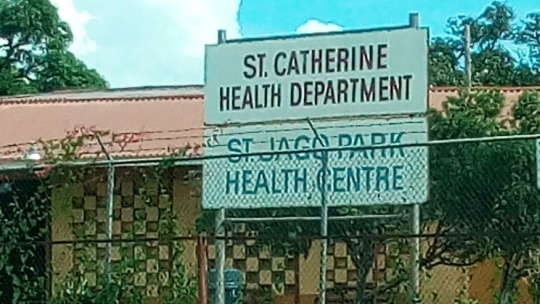 ST. CATHERINE
HEALTH DEPARTMENT
ST JAGO PARK
HEALTH CENTRE